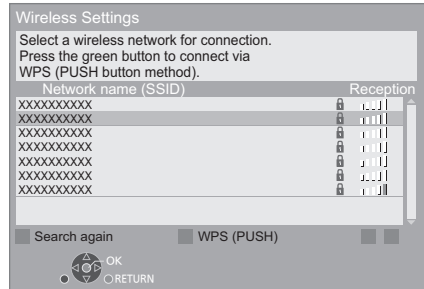 Wireless Settings
Select a wireless network for connection.
Press the green button to connect via
WPS (PUSH button method).
Network name (SSID) Reception
XXXXXXXXXX
XXXXXXXXXX
XXXXXXXXXX
XXXXXXXXXX
XXXXXXXXXX
XXXXXXXXXX
XXXXXXXXXX
Search again WPS (PUSH)
OK
RETURN